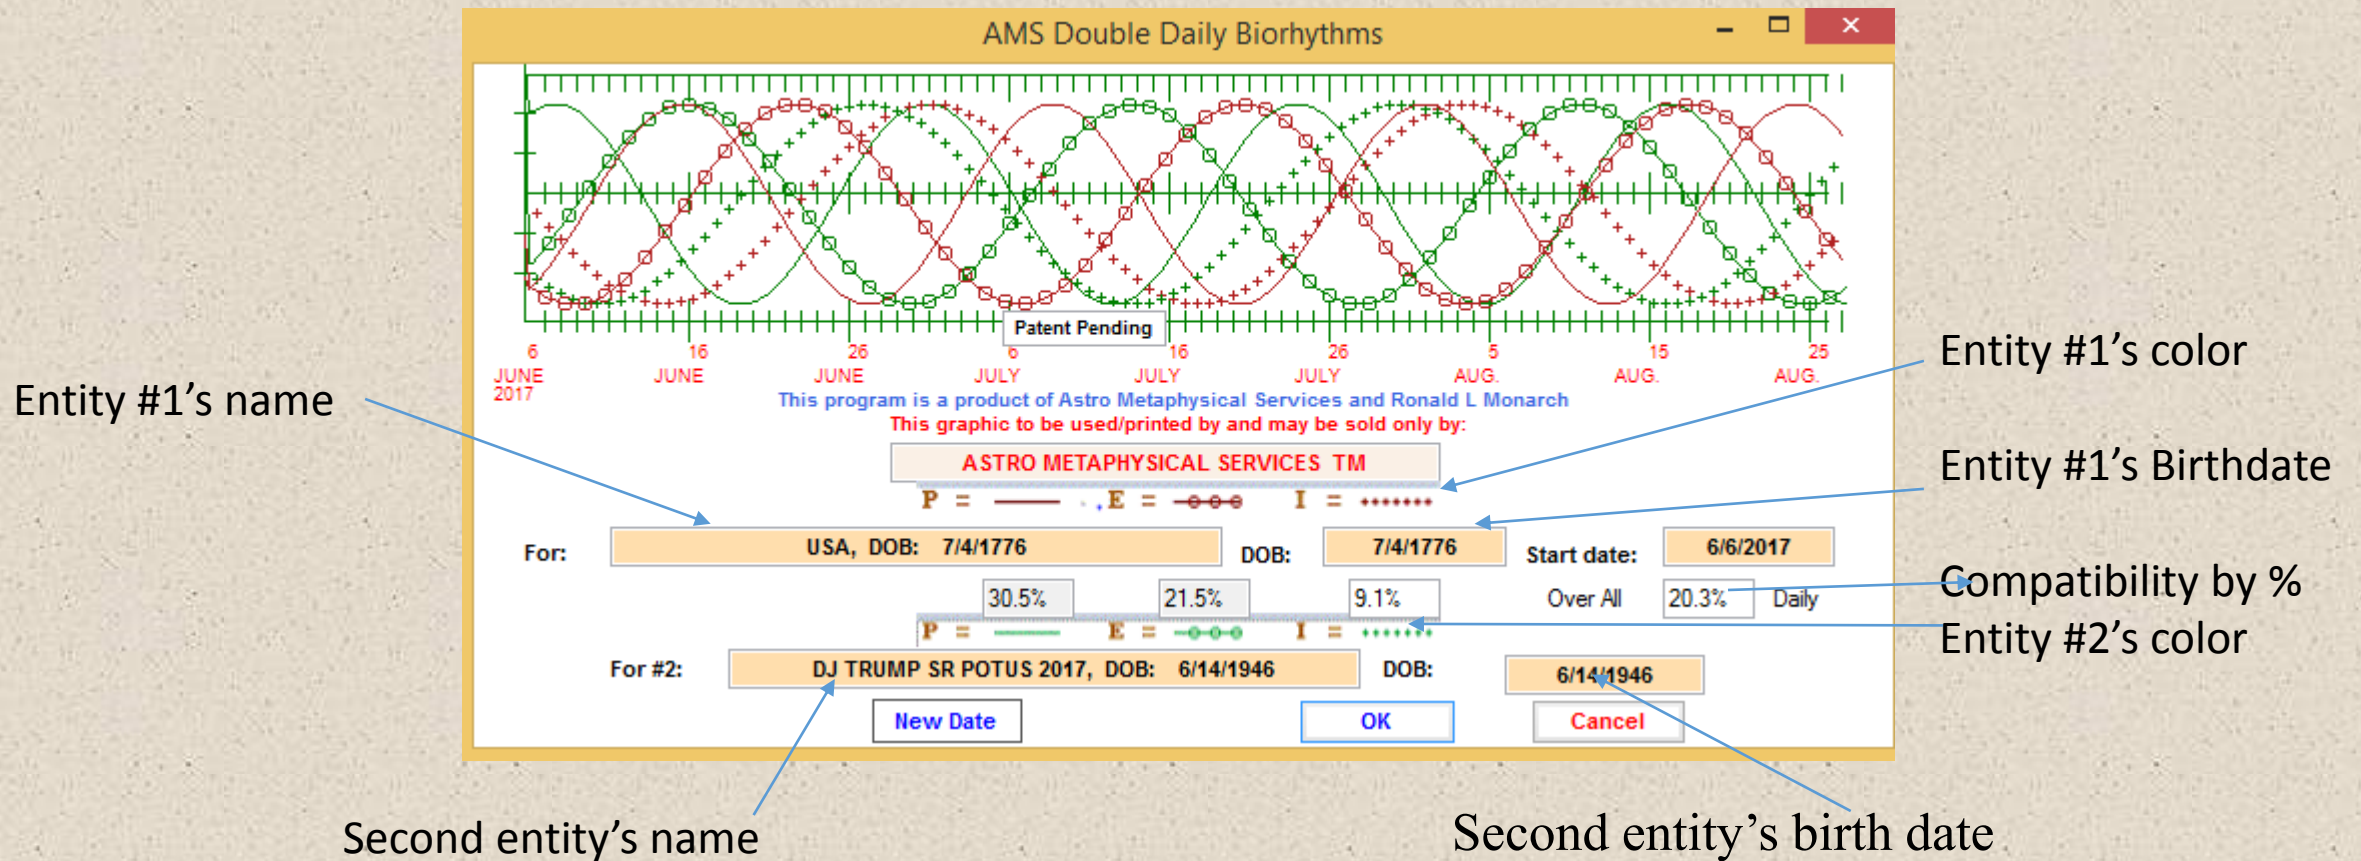 AMS Double Daily Biorhythms
Patent Pending
6 16 26 6 16 26 5 15 25
JUNE JUNE JUNE JULY JULY JULY AUG. AUG. AUG.
2017
Entity #1's color
Entity #1's name
This program is a product of Astro Metaphysical Services and Ronald L Monarch
This graphic to be used/printed by and may be sold only by:
ASTRO METAPHYSICAL SERVICES TM
Entity #1's Birthdate
P = E = I =
For: USA, DOB: 7/4/1776 DOB: 7/4/1776 Start date: 6/6/2017
30.5% 21.5% 9.1% Over All 20.3% Daily
Compatibility by %
P = E = I =
Entity #2's color
For #2: DJ TRUMP SR POTUS 2017, DOB: 6/14/1946 DOB: 6/14/1946
New Date OK Cancel
Second entity's name
Second entity's birth date